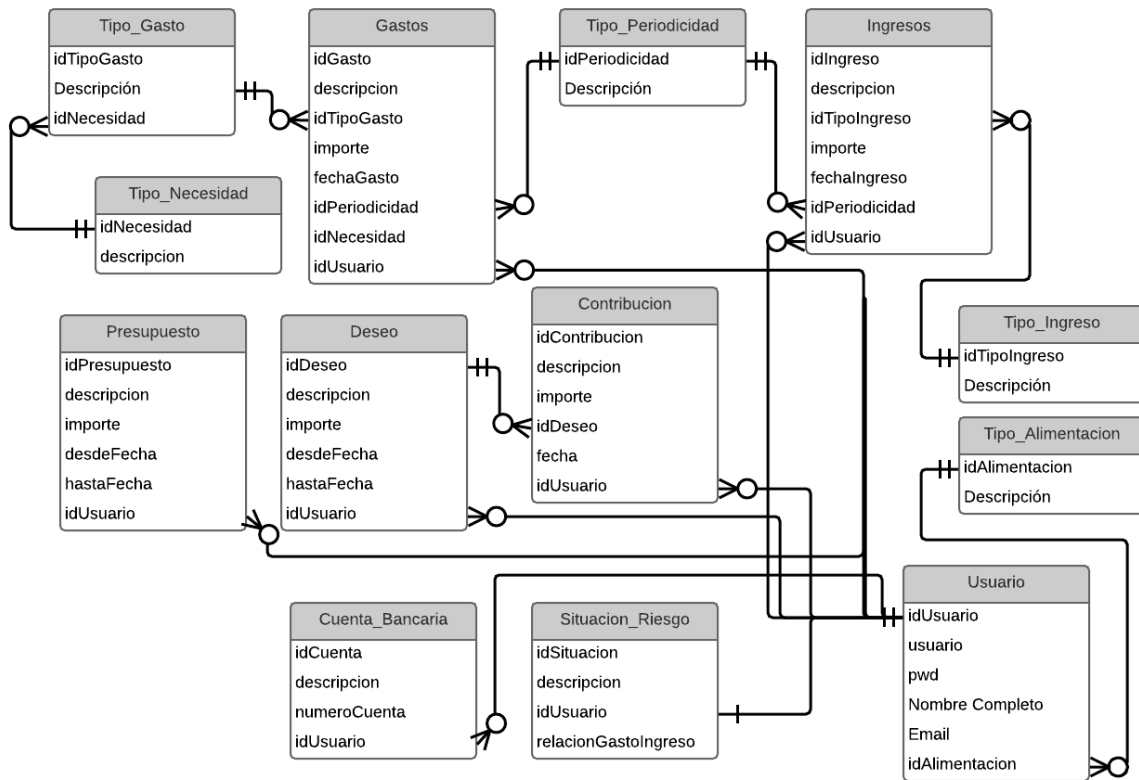 Tipo_Gasto
idTipoGasto
Descripción
idNecesidad
Gastos
idGasto
descripcion
idTipoGasto
importe
fechaGasto
idPeriodicidad
idNecesidad
idUsuario
Tipo_Periodicidad
idPeriodicidad
Descripción
Ingresos
idIngreso
descripcion
idTipoIngreso
importe
fechaIngreso
idPeriodicidad
idUsuario
Tipo_Necesidad
idNecesidad
descripcion
Presupuesto
idPresupuesto
descripcion
importe
desdeFecha
hastaFecha
idUsuario
Deseo
idDeseo
descripcion
importe
desdeFecha
hastaFecha
idUsuario
Contribucion
idContribucion
descripcion
importe
idDeseo
fecha
idUsuario
Tipo_Ingreso
idTipoIngreso
Descripción
Tipo_Alimentacion
idAlimentacion
Descripción
Cuenta_Bancaria
idCuenta
descripcion
numeroCuenta
idUsuario
Situacion_Riesgo
idSituacion
descripcion
idUsuario
relacionGastoIngreso
Usuario
idUsuario
usuario
pwd
Nombre Completo
Email
idAlimentacion